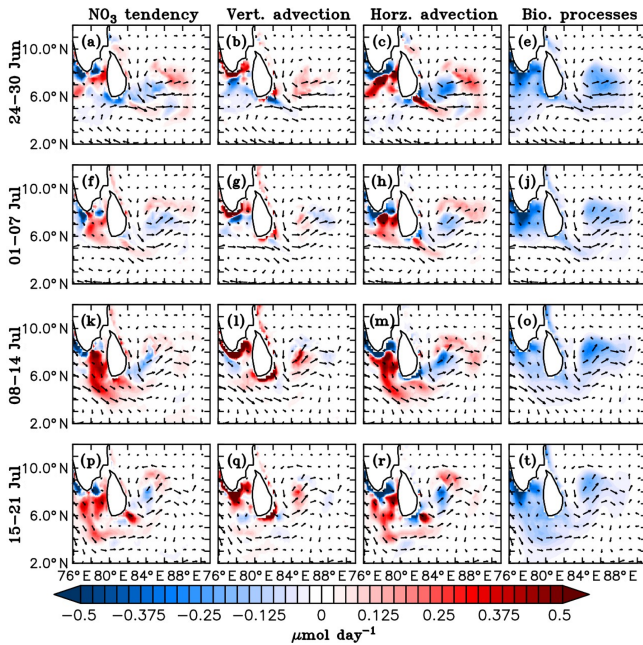 NO₃ tendency Vert. advection Horz. advection Bio. processes
24–30 Jun
10.0°N
6.0°
2.0°N
(a) (b) (c) (e)
01–07 Jul
10.0°
6.0°N
2.0°N
(f) (g) (h) (j)
08–14 Jul
10.0°
6.0°N
2.0°N
(k) (l) (m) (o)
15–21 Jul
10.0°
6.0°N
2.0°N
(p) (q) (r) (t)
76°E 80°E 84°E 88°E 76°E 80°E 84°E 88°E 76°E 80°E 84°E 88°E 76°E 80°E 84°E 88°E
−0.5 −0.375 −0.25 −0.125 0 0.125 0.25 0.375 0.5
μmol day⁻¹